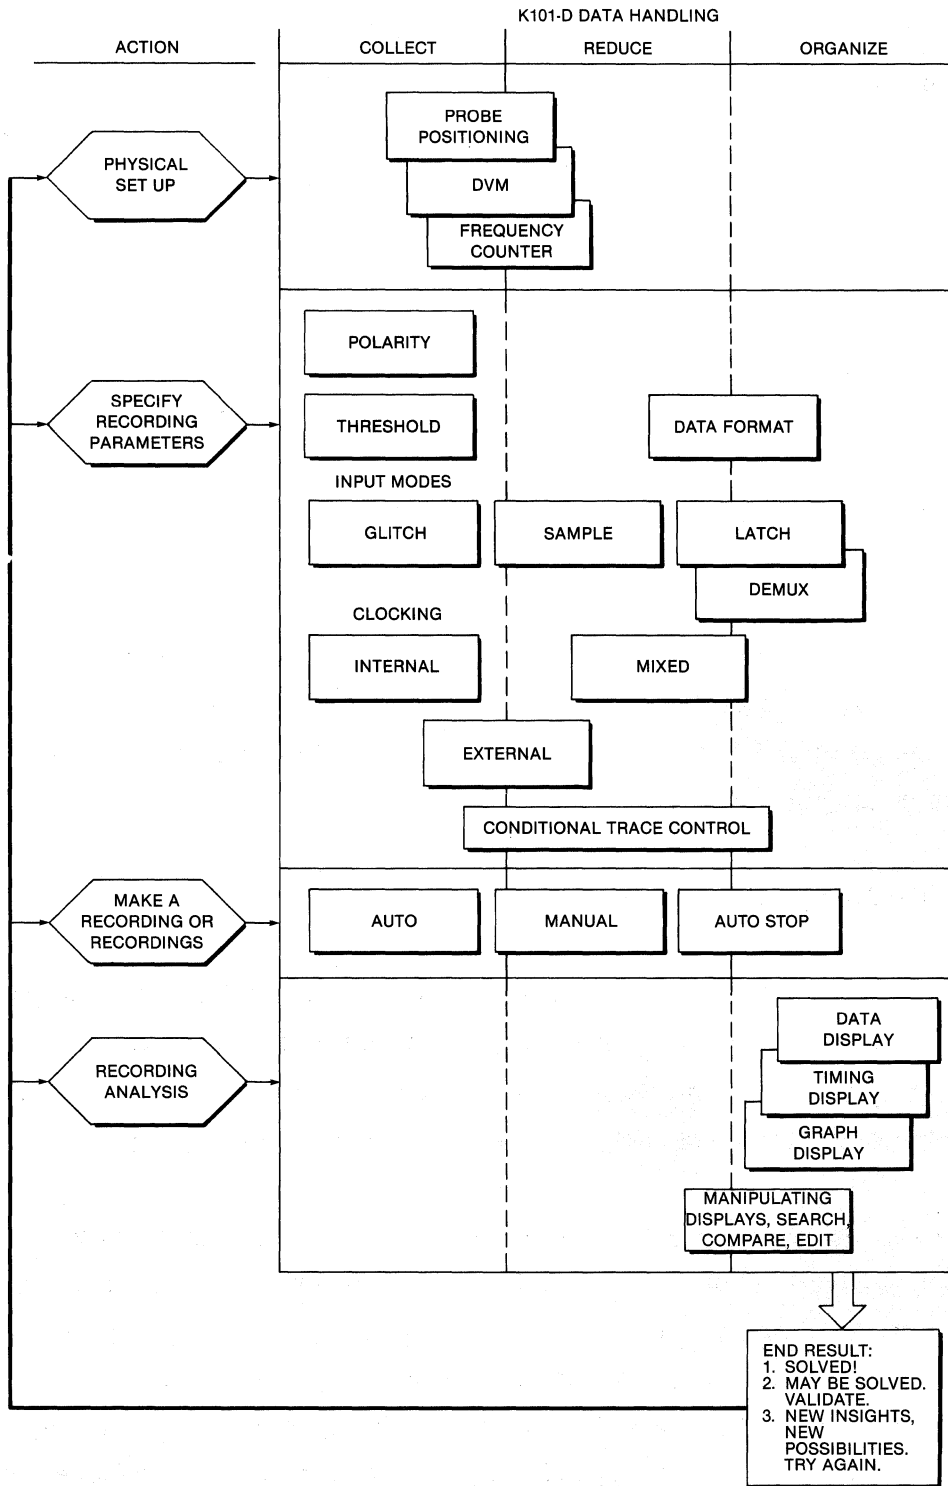 K101-D DATA HANDLING
ACTION
COLLECT
REDUCE
ORGANIZE
PHYSICAL
SET UP
PROBE
POSITIONING
DVM
FREQUENCY
COUNTER
SPECIFY
RECORDING
PARAMETERS
POLARITY
THRESHOLD
DATA FORMAT
INPUT MODES
GLITCH
SAMPLE
LATCH
DEMUX
CLOCKING
INTERNAL
MIXED
EXTERNAL
CONDITIONAL TRACE CONTROL
MAKE A
RECORDING OR
RECORDINGS
AUTO
MANUAL
AUTO STOP
RECORDING
ANALYSIS
DATA
DISPLAY
TIMING
DISPLAY
GRAPH
DISPLAY
MANIPULATING
DISPLAYS, SEARCH,
COMPARE, EDIT
END RESULT:
1. SOLVED!
2. MAY BE SOLVED.
VALIDATE.
3. NEW INSIGHTS,
NEW
POSSIBILITIES.
TRY AGAIN.